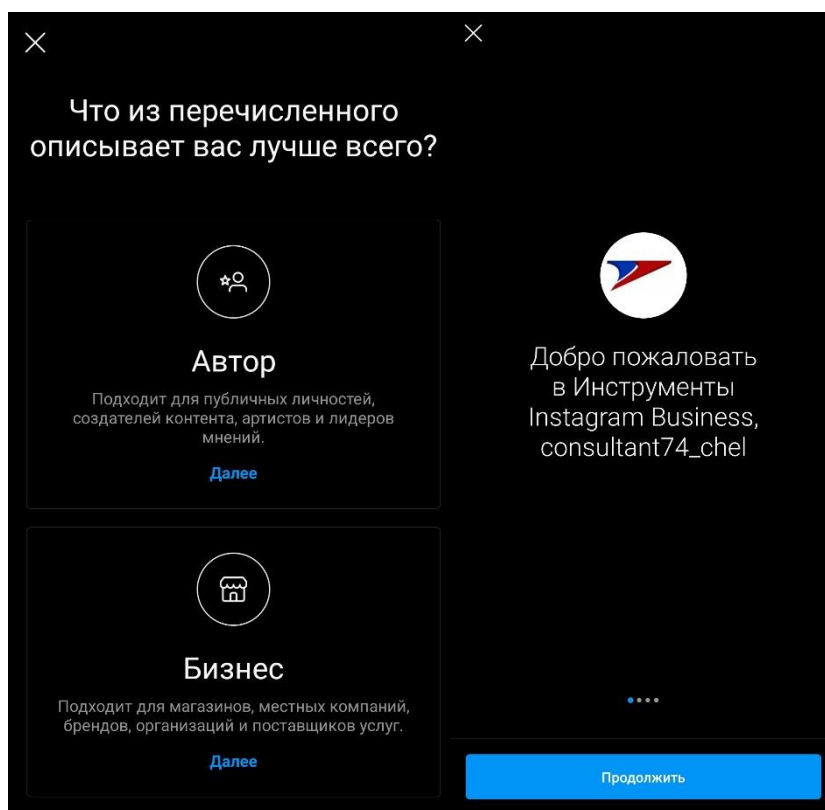 Что из перечисленного
описывает вас лучше всего?
Автор
Подходит для публичных личностей,
создателей контента, артистов и лидеров
мнений.
Далее
Бизнес
Подходит для магазинов, местных компаний,
брендов, организаций и поставщиков услуг.
Далее
Добро пожаловать
в Инструменты
Instagram Business,
consultant74_chel
Продолжить